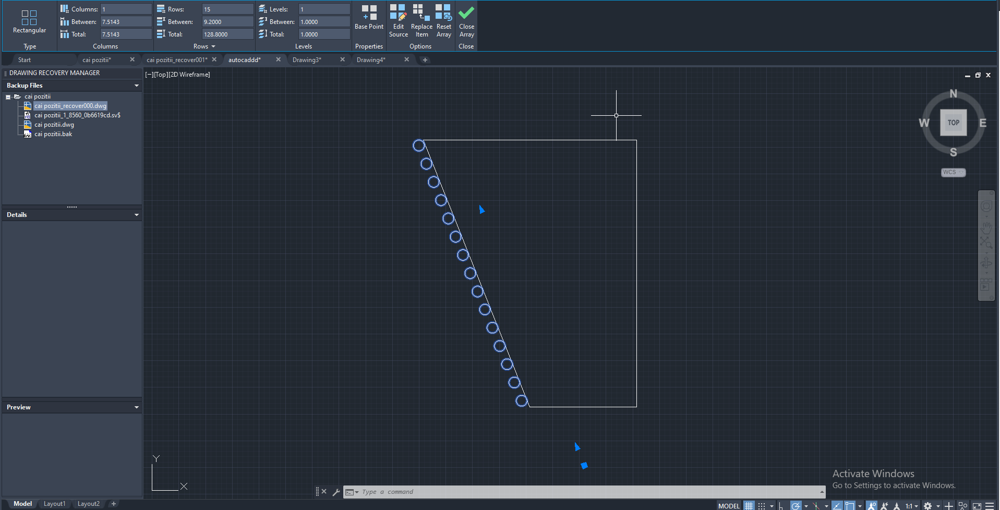 Rectangular
Type
Columns: 1
Between: 7.5143
Total: 7.5143
Columns
Rows: 15
Between: 9.2000
Total: 128.8000
Rows
Levels: 1
Between: 1.0000
Total: 1.0000
Levels
Base Point
Properties
Edit
Source
Replace
Item
Reset
Array
Options
Close
Array
Close
Start
cai pozitii*
cai pozitii_recover001*
autocaddd*
Drawing3*
Drawing4*
DRAWING RECOVERY MANAGER
Backup Files
cai pozitii
cai pozitii_recover000.dwg
cai pozitii_1_8560_0b6619cd.sv$
cai pozitii.dwg
cai pozitii.bak
Details
Preview
[−][Top][2D Wireframe]
N
W
TOP
E
S
WCS
Y
X
Activate Windows
Go to Settings to activate Windows.
Type a command
Model
Layout1
Layout2
MODEL
1:1